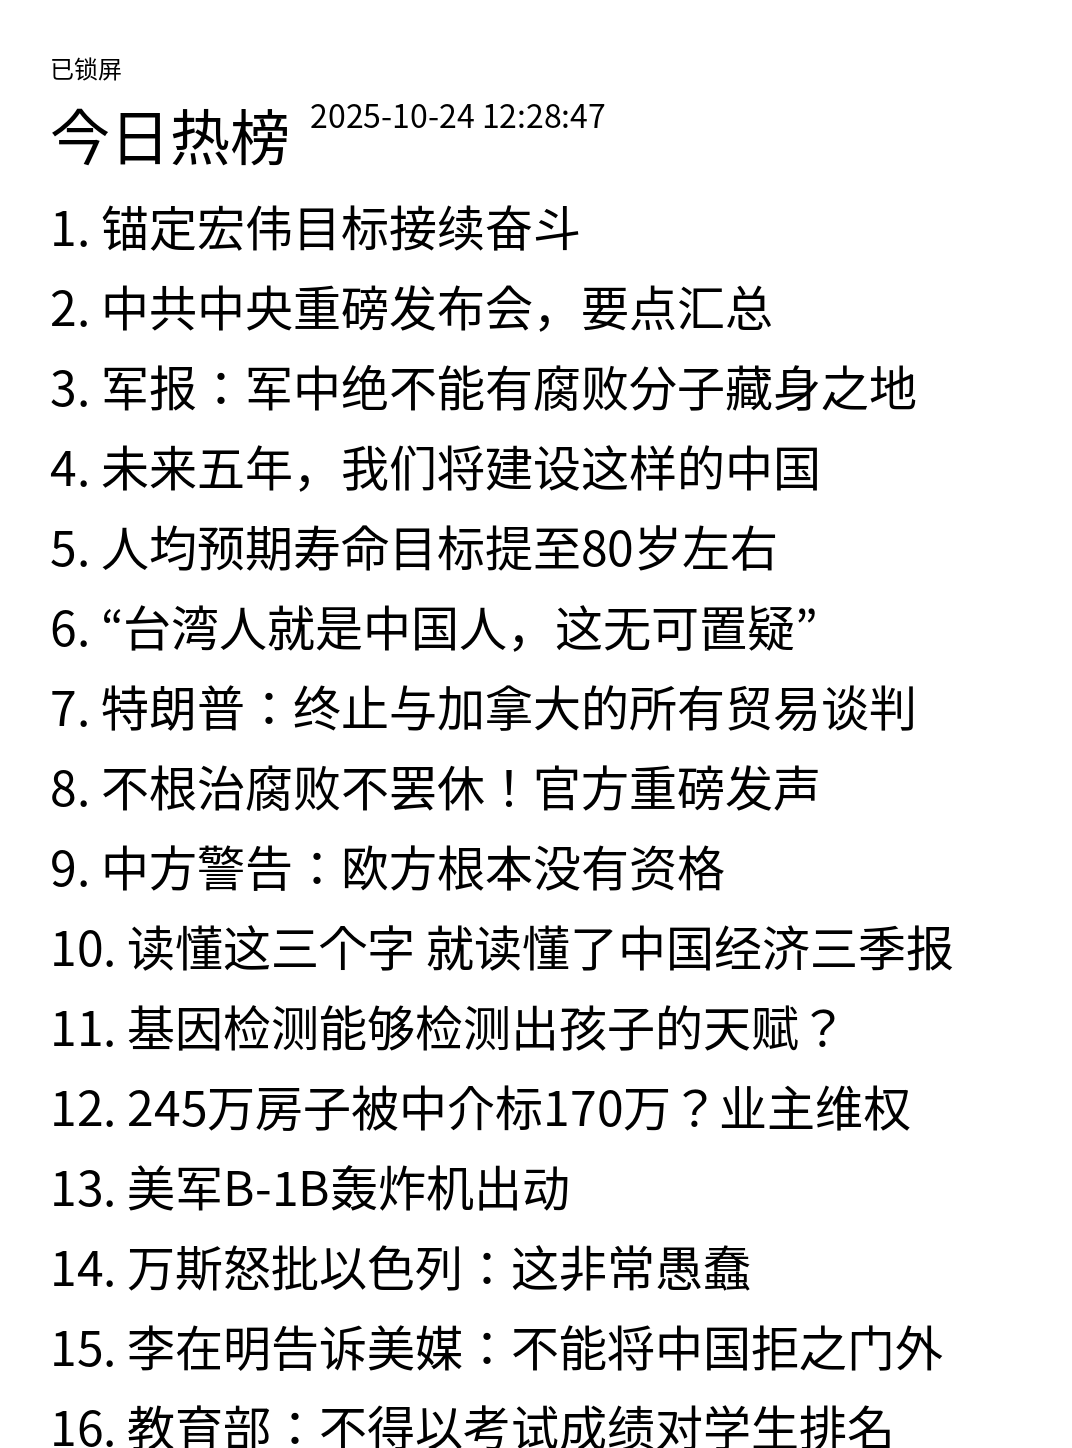 已锁屏
今日热榜 2025-10-24 12:28:47
1. 锚定宏伟目标接续奋斗
2. 中共中央重磅发布会，要点汇总
3. 军报：军中绝不能有腐败分子藏身之地
4. 未来五年，我们将建设这样的中国
5. 人均预期寿命目标提至80岁左右
6. “台湾人就是中国人，这无可置疑”
7. 特朗普：终止与加拿大的所有贸易谈判
8. 不根治腐败不罢休！官方重磅发声
9. 中方警告：欧方根本没有资格
10. 读懂这三个字 就读懂了中国经济三季报
11. 基因检测能够检测出孩子的天赋？
12. 245万房子被中介标170万？业主维权
13. 美军B-1B轰炸机出动
14. 万斯怒批以色列：这非常愚蠢
15. 李在明告诉美媒：不能将中国拒之门外
16. 教育部：不得以考试成绩对学生排名